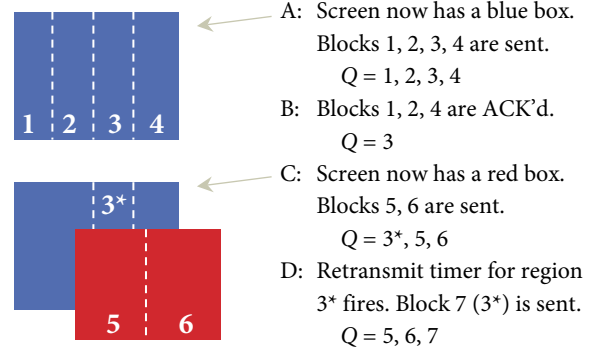 1 2 3 4
3*
5 6
A: Screen now has a blue box.
Blocks 1, 2, 3, 4 are sent.
Q = 1, 2, 3, 4
B: Blocks 1, 2, 4 are ACK’d.
Q = 3
C: Screen now has a red box.
Blocks 5, 6 are sent.
Q = 3*, 5, 6
D: Retransmit timer for region
3* fires. Block 7 (3*) is sent.
Q = 5, 6, 7